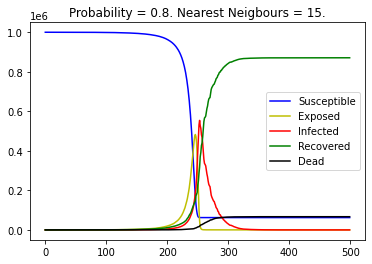 Probability = 0.8. Nearest Neigbours = 15.
1e6
1.0
0.8
0.6
0.4
0.2
0.0
Susceptible
Exposed
Infected
Recovered
Dead
0 100 200 300 400 500